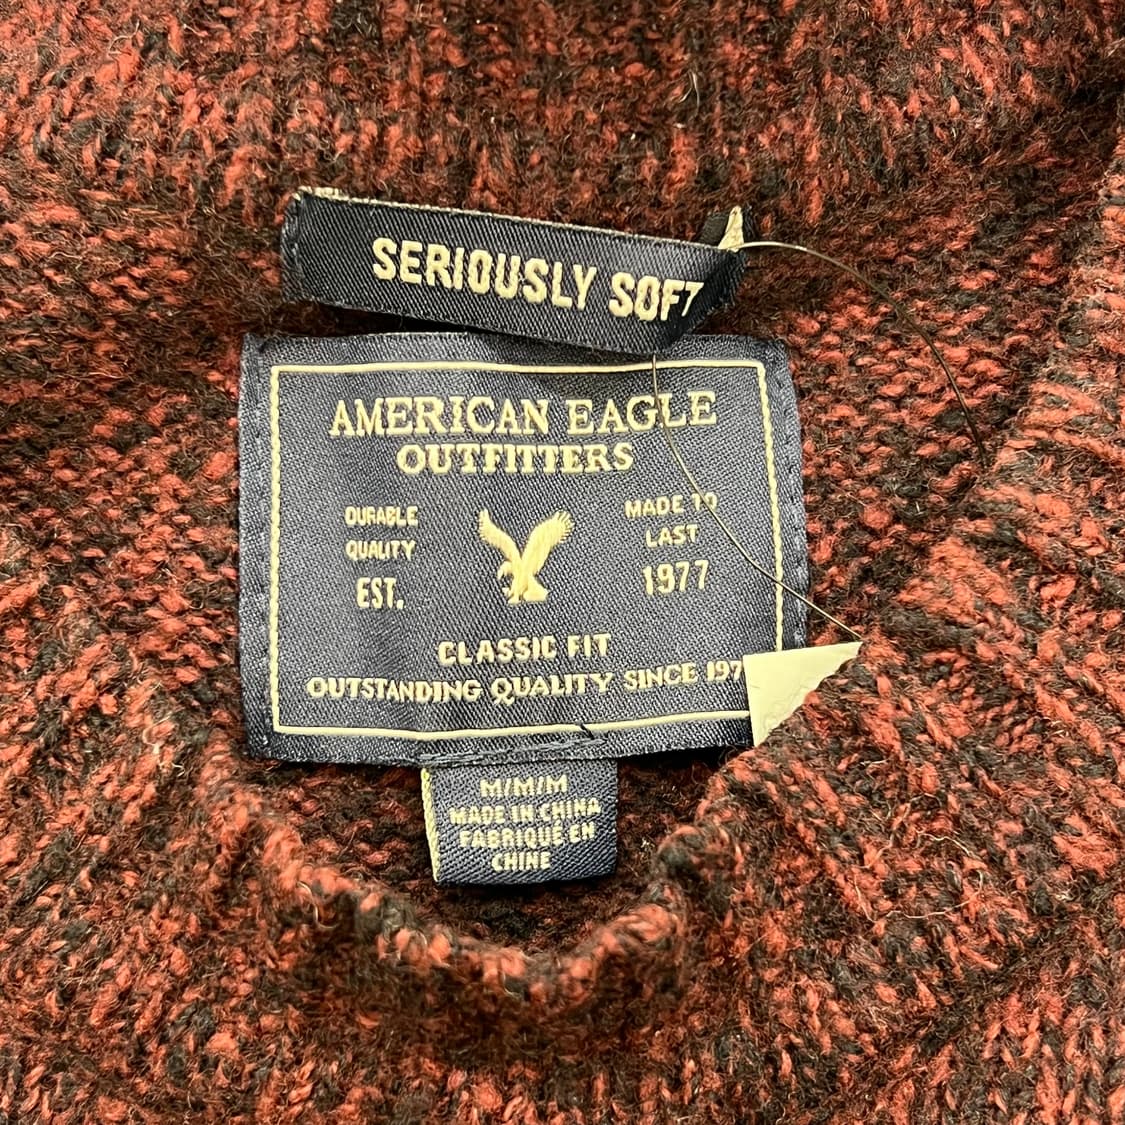 SERIOUSLY SOFT
AMERICAN EAGLE
OUTFITTERS
DURABLE
QUALITY
EST.
MADE TO
LAST
1977
CLASSIC FIT
OUTSTANDING QUALITY SINCE 197
M/M/M
MADE IN CHINA
FABRIQUÉ EN
CHINE